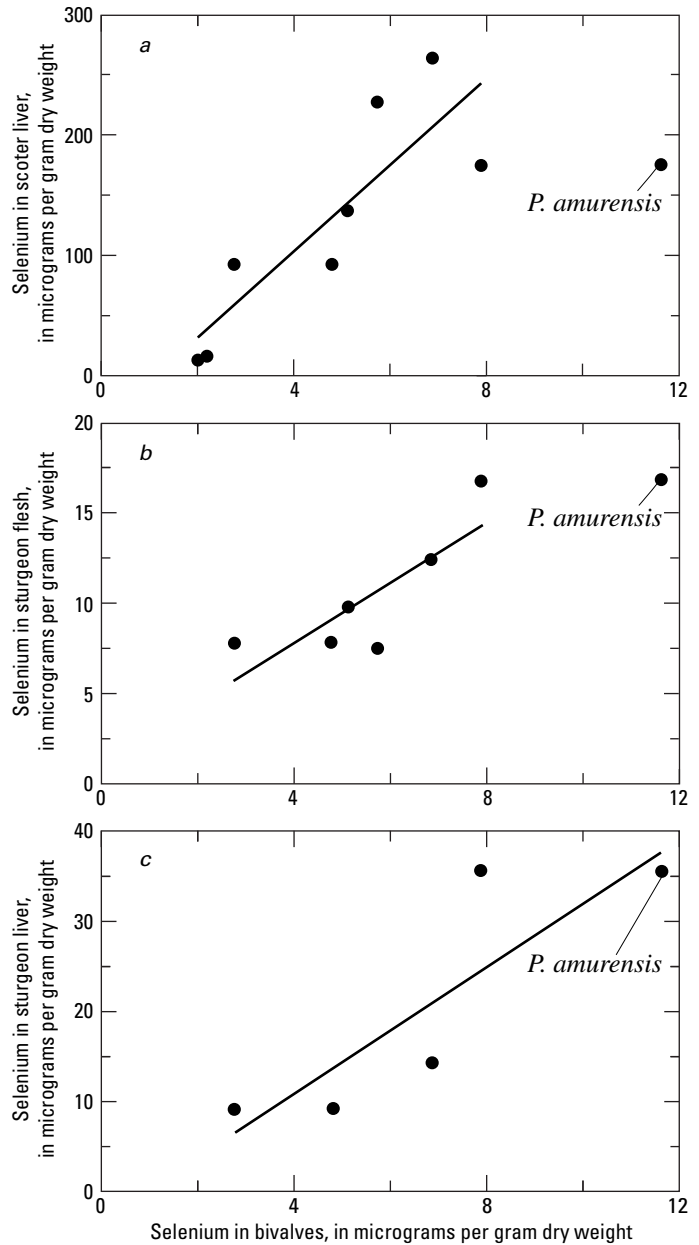 a
Selenium in scoter liver,
in micrograms per gram dry weight
300
200
100
0
P. amurensis
0 4 8 12
b
Selenium in sturgeon flesh,
in micrograms per gram dry weight
20
15
10
5
0
P. amurensis
0 4 8 12
c
Selenium in sturgeon liver,
in micrograms per gram dry weight
40
30
20
10
0
P. amurensis
0 4 8 12
Selenium in bivalves, in micrograms per gram dry weight